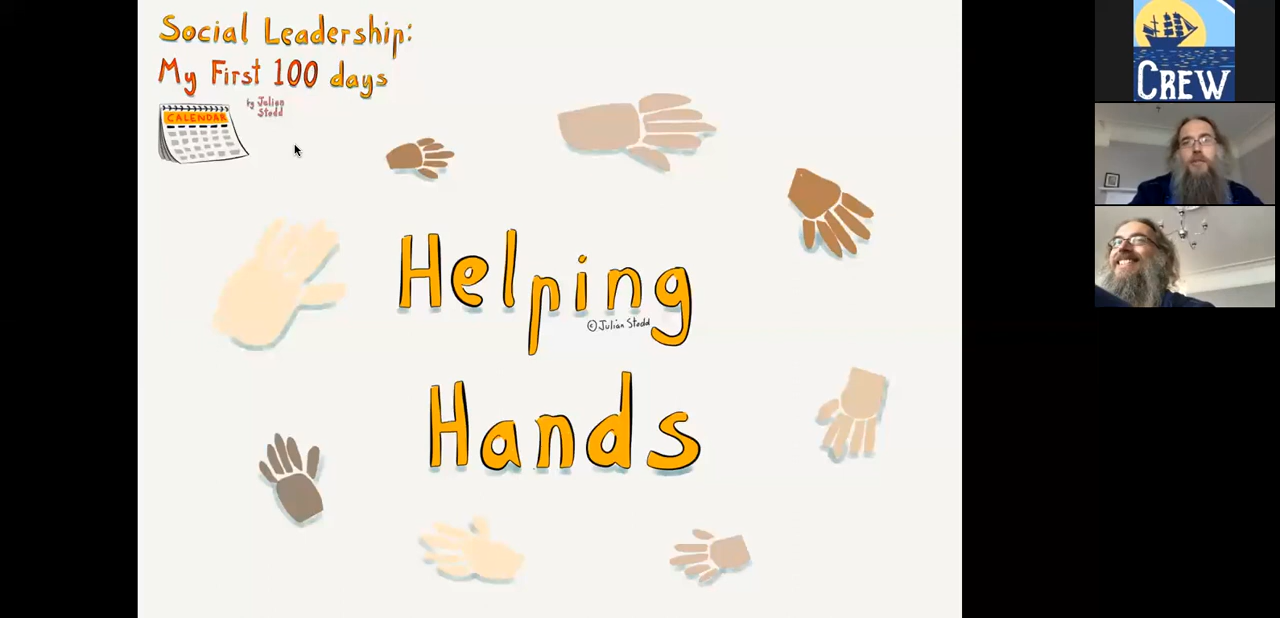 Social Leadership:
My First 100 days
by Julian
Stodd
CALENDAR
Helping
©Julian Stodd
Hands
CREW